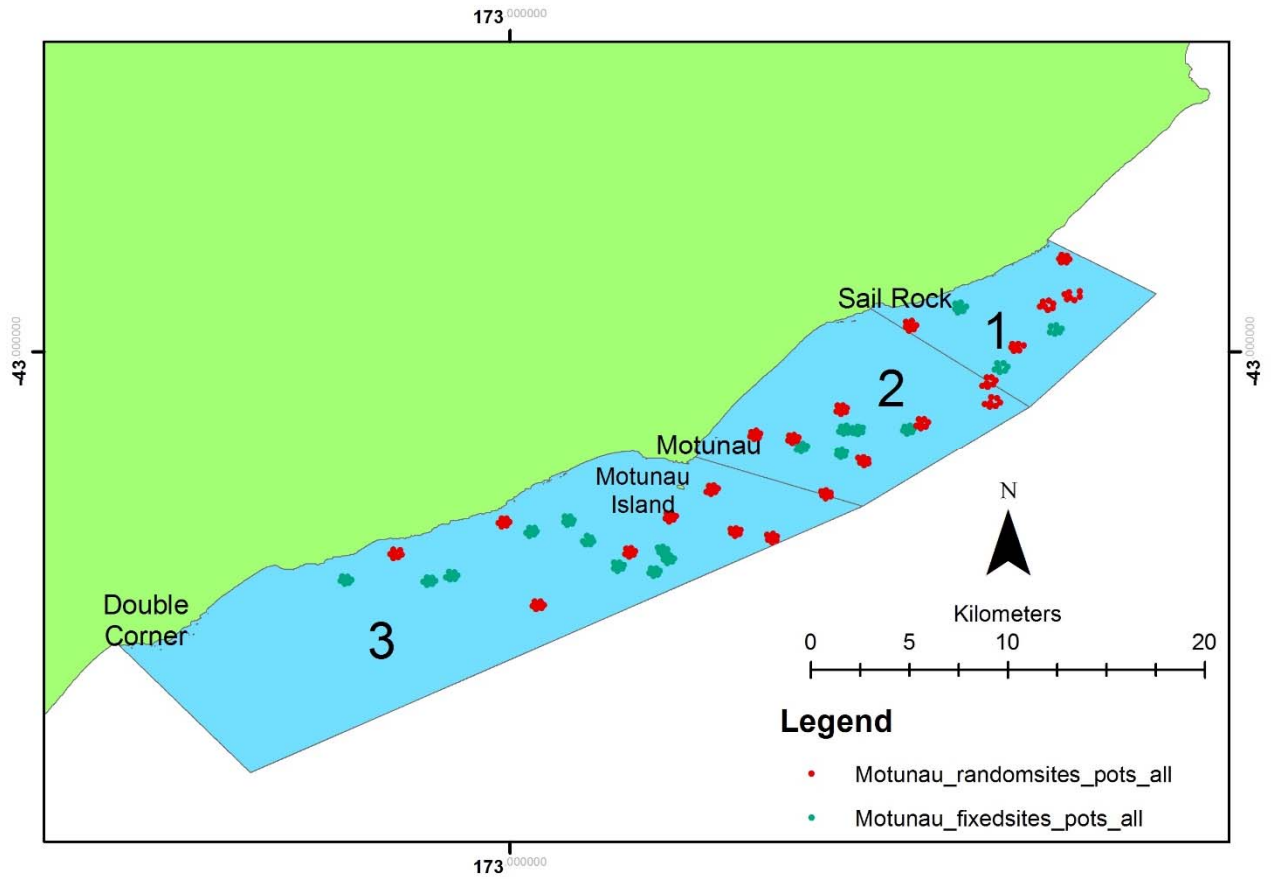 173.000000
Sail Rock
1
-43.000000
-43.000000
2
Motunau
Motunau
Island
N
Kilometers
Double
Corner
0 5 10 20
3
Legend
Motunau_randomsites_pots_all
Motunau_fixedsites_pots_all
173.000000